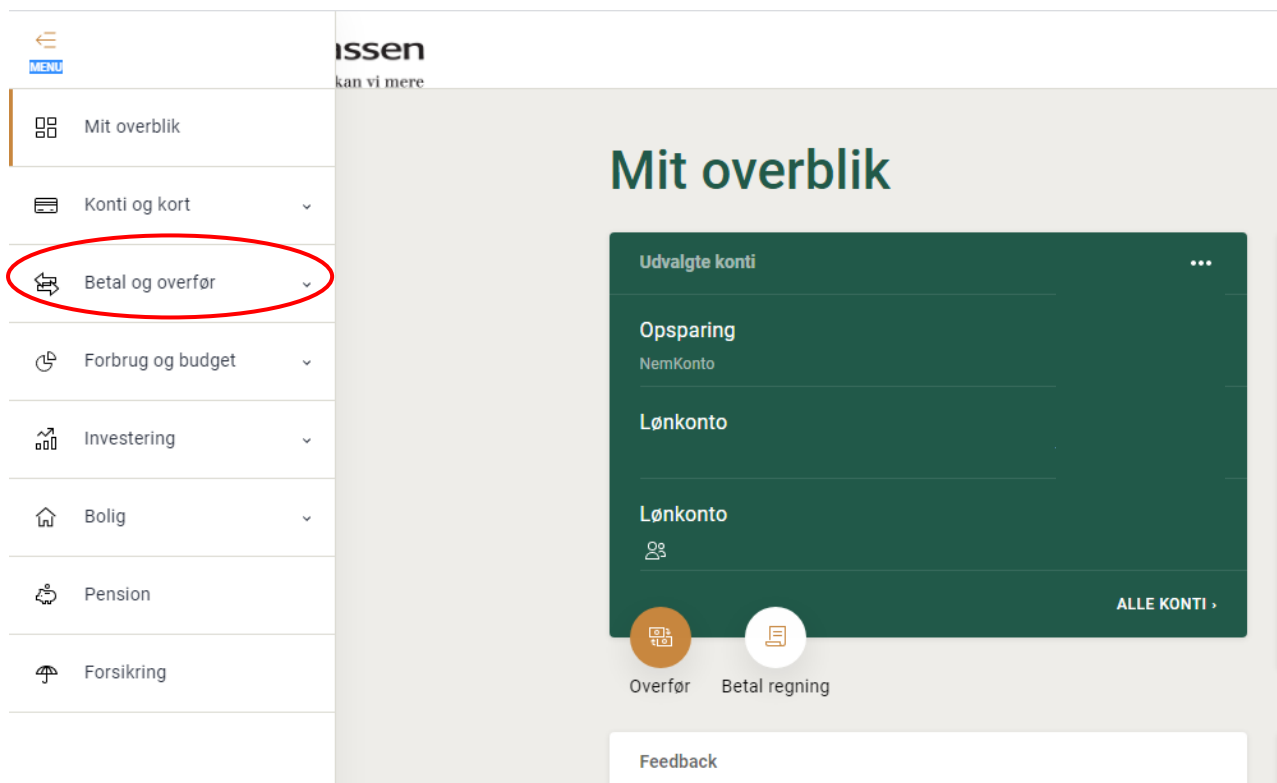 MENU
ssen
kan vi mere
Mit overblik
Konti og kort
Betal og overfør
Forbrug og budget
Investering
Bolig
Pension
Forsikring
Mit overblik
Udvalgte konti
Opsparing
NemKonto
Lønkonto
Lønkonto
ALLE KONTI ›
Overfør
Betal regning
Feedback